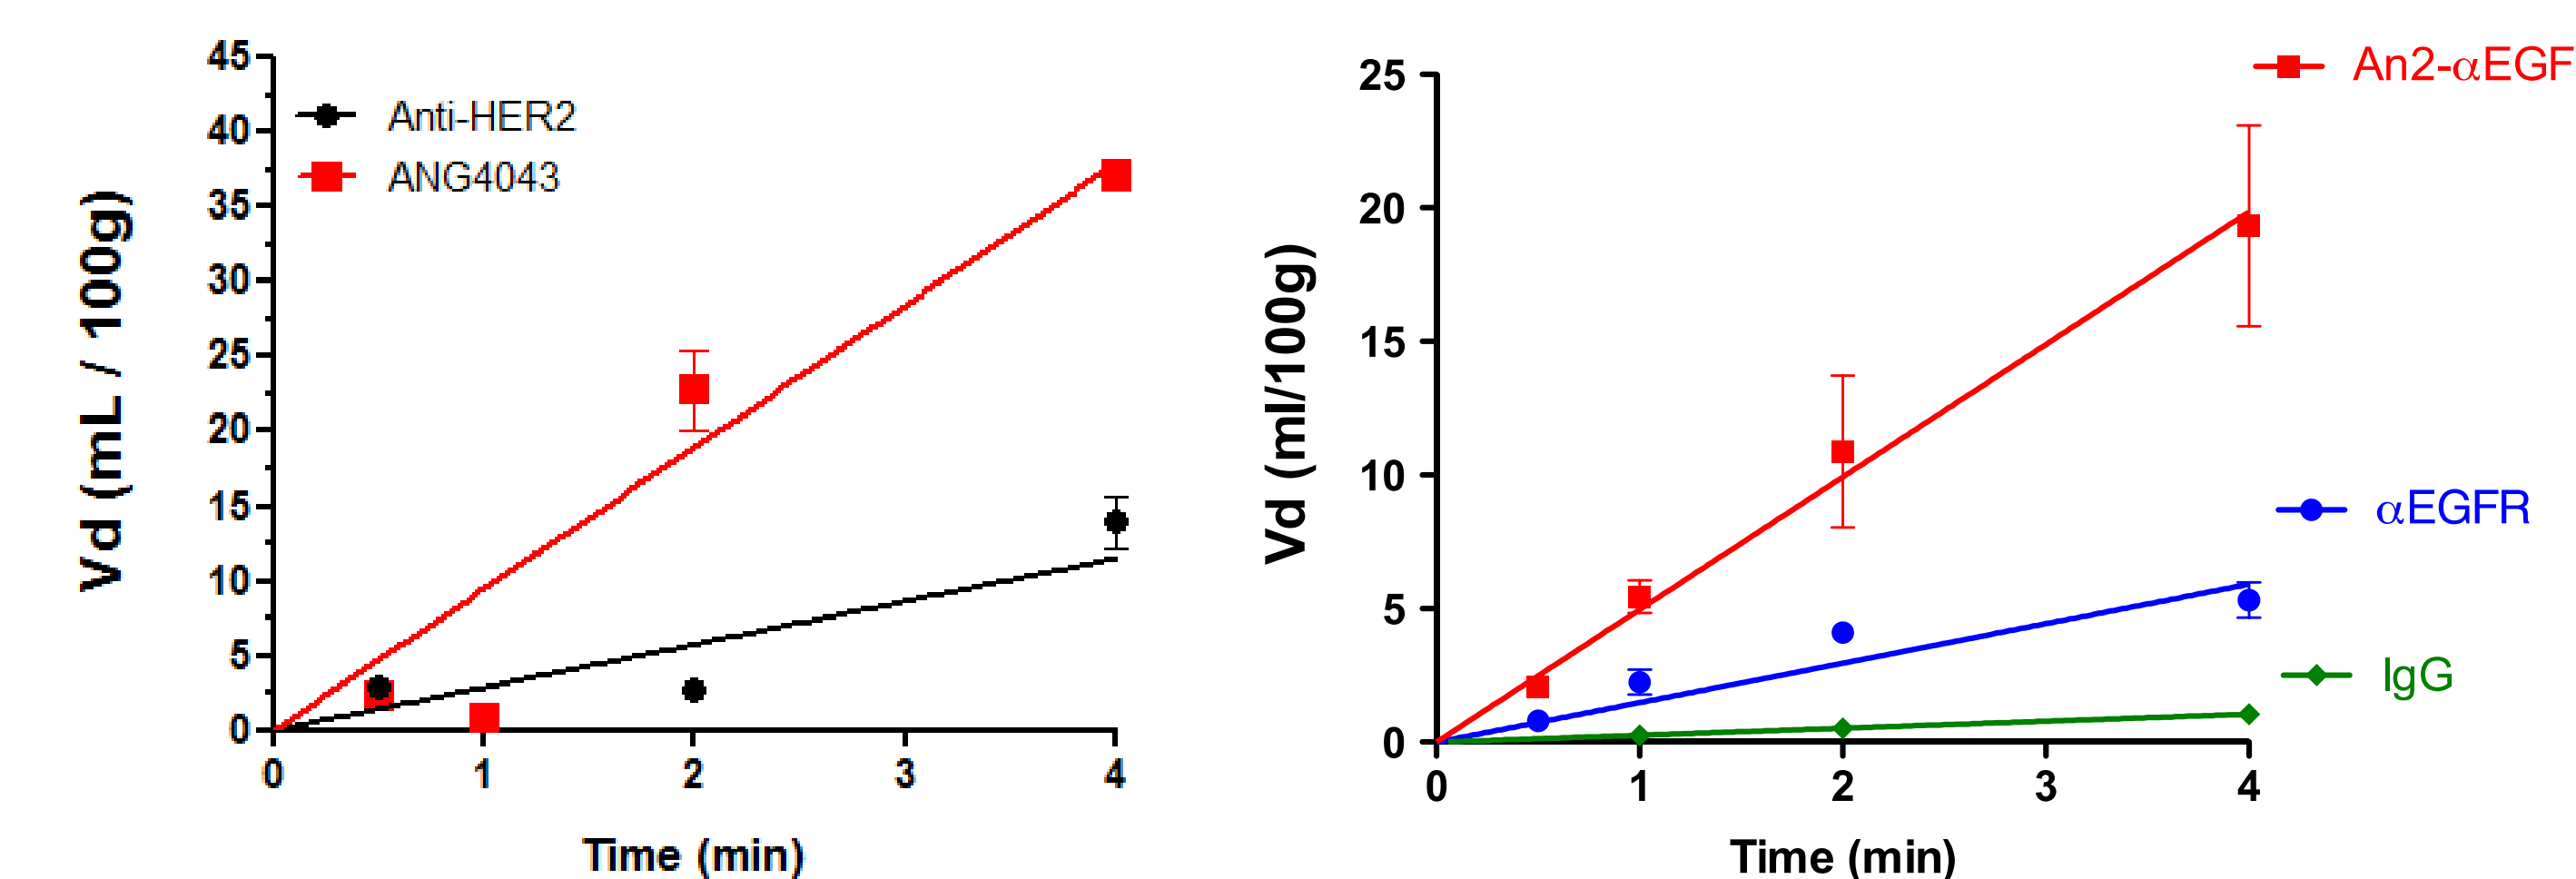 45
40
35
30
25
20
15
10
5
0
Anti-HER2
ANG4043
Vd (mL / 100g)
0 1 2 3 4
Time (min)
25
20
15
10
5
0
Vd (ml/100g)
0 1 2 3 4
Time (min)
An2-αEGF
αEGFR
IgG